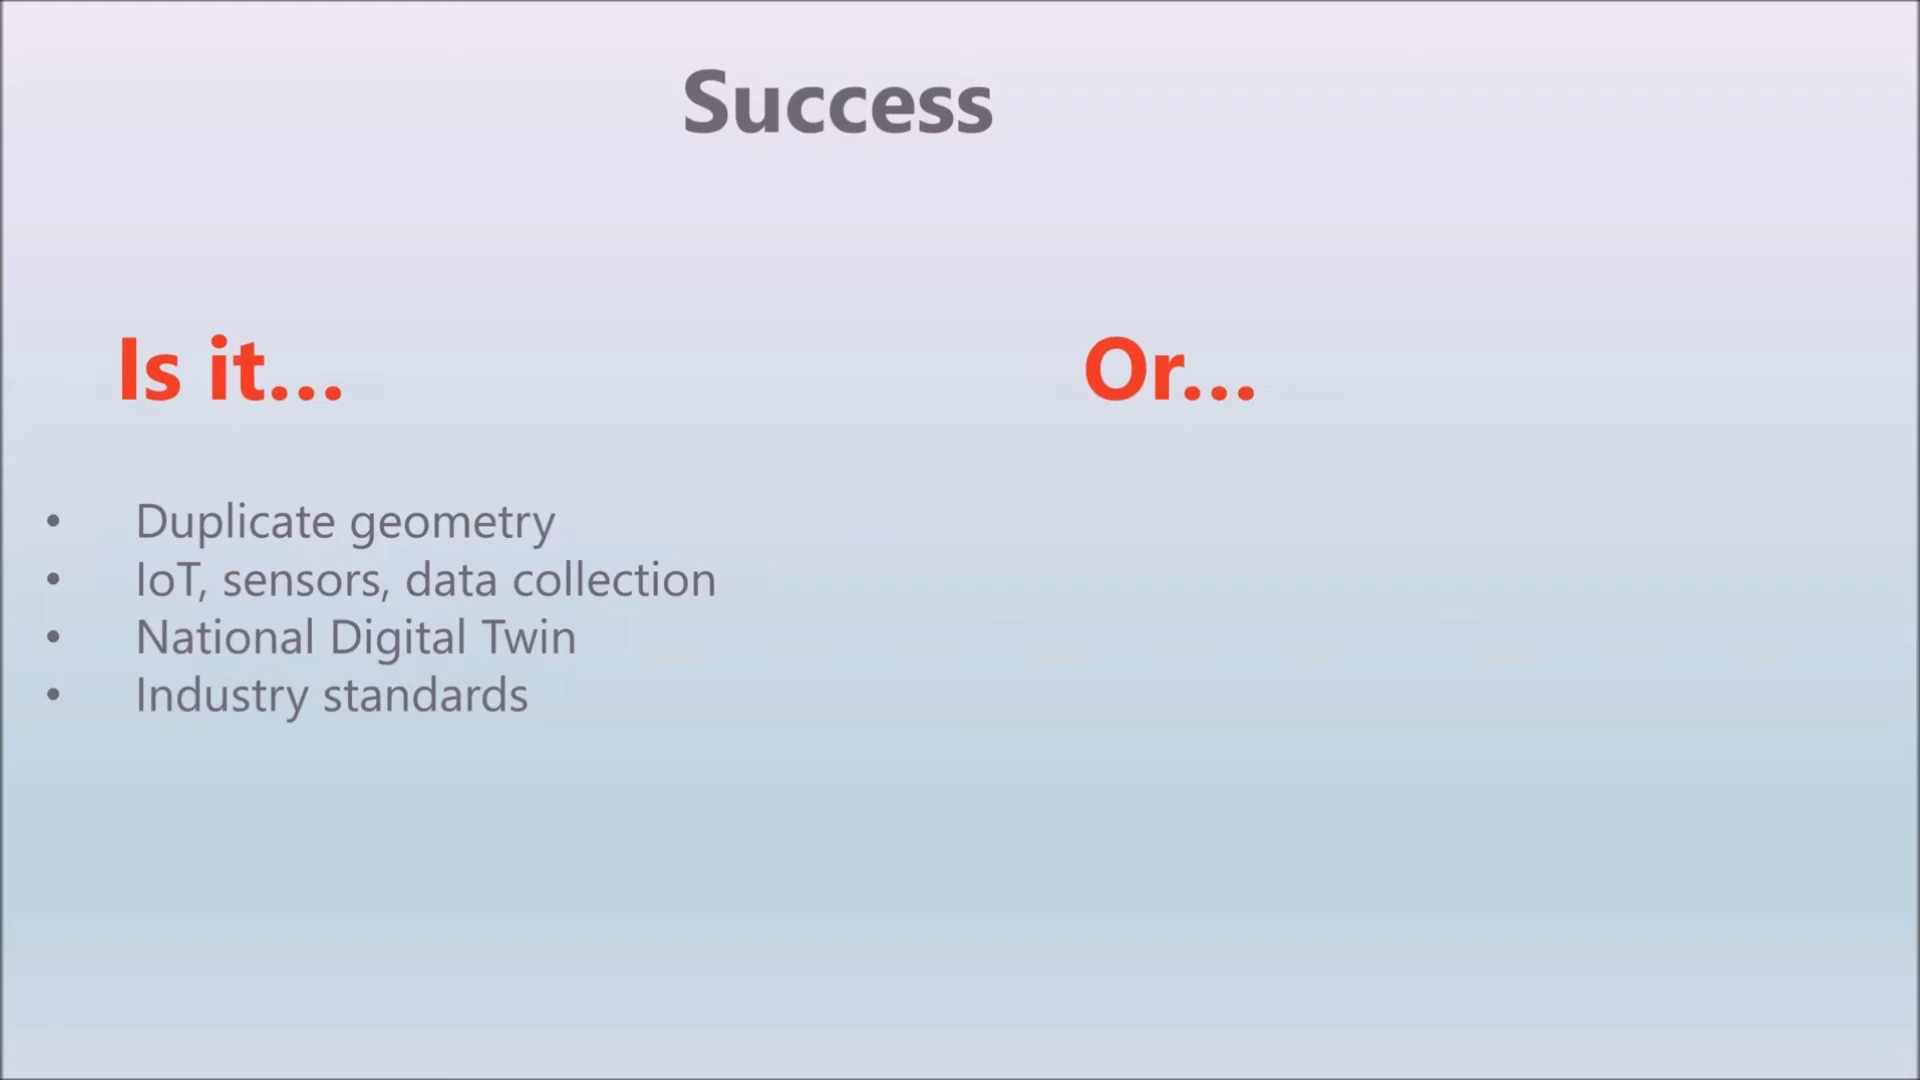 Success
Is it...
Or...
• Duplicate geometry
• IoT, sensors, data collection
• National Digital Twin
• Industry standards